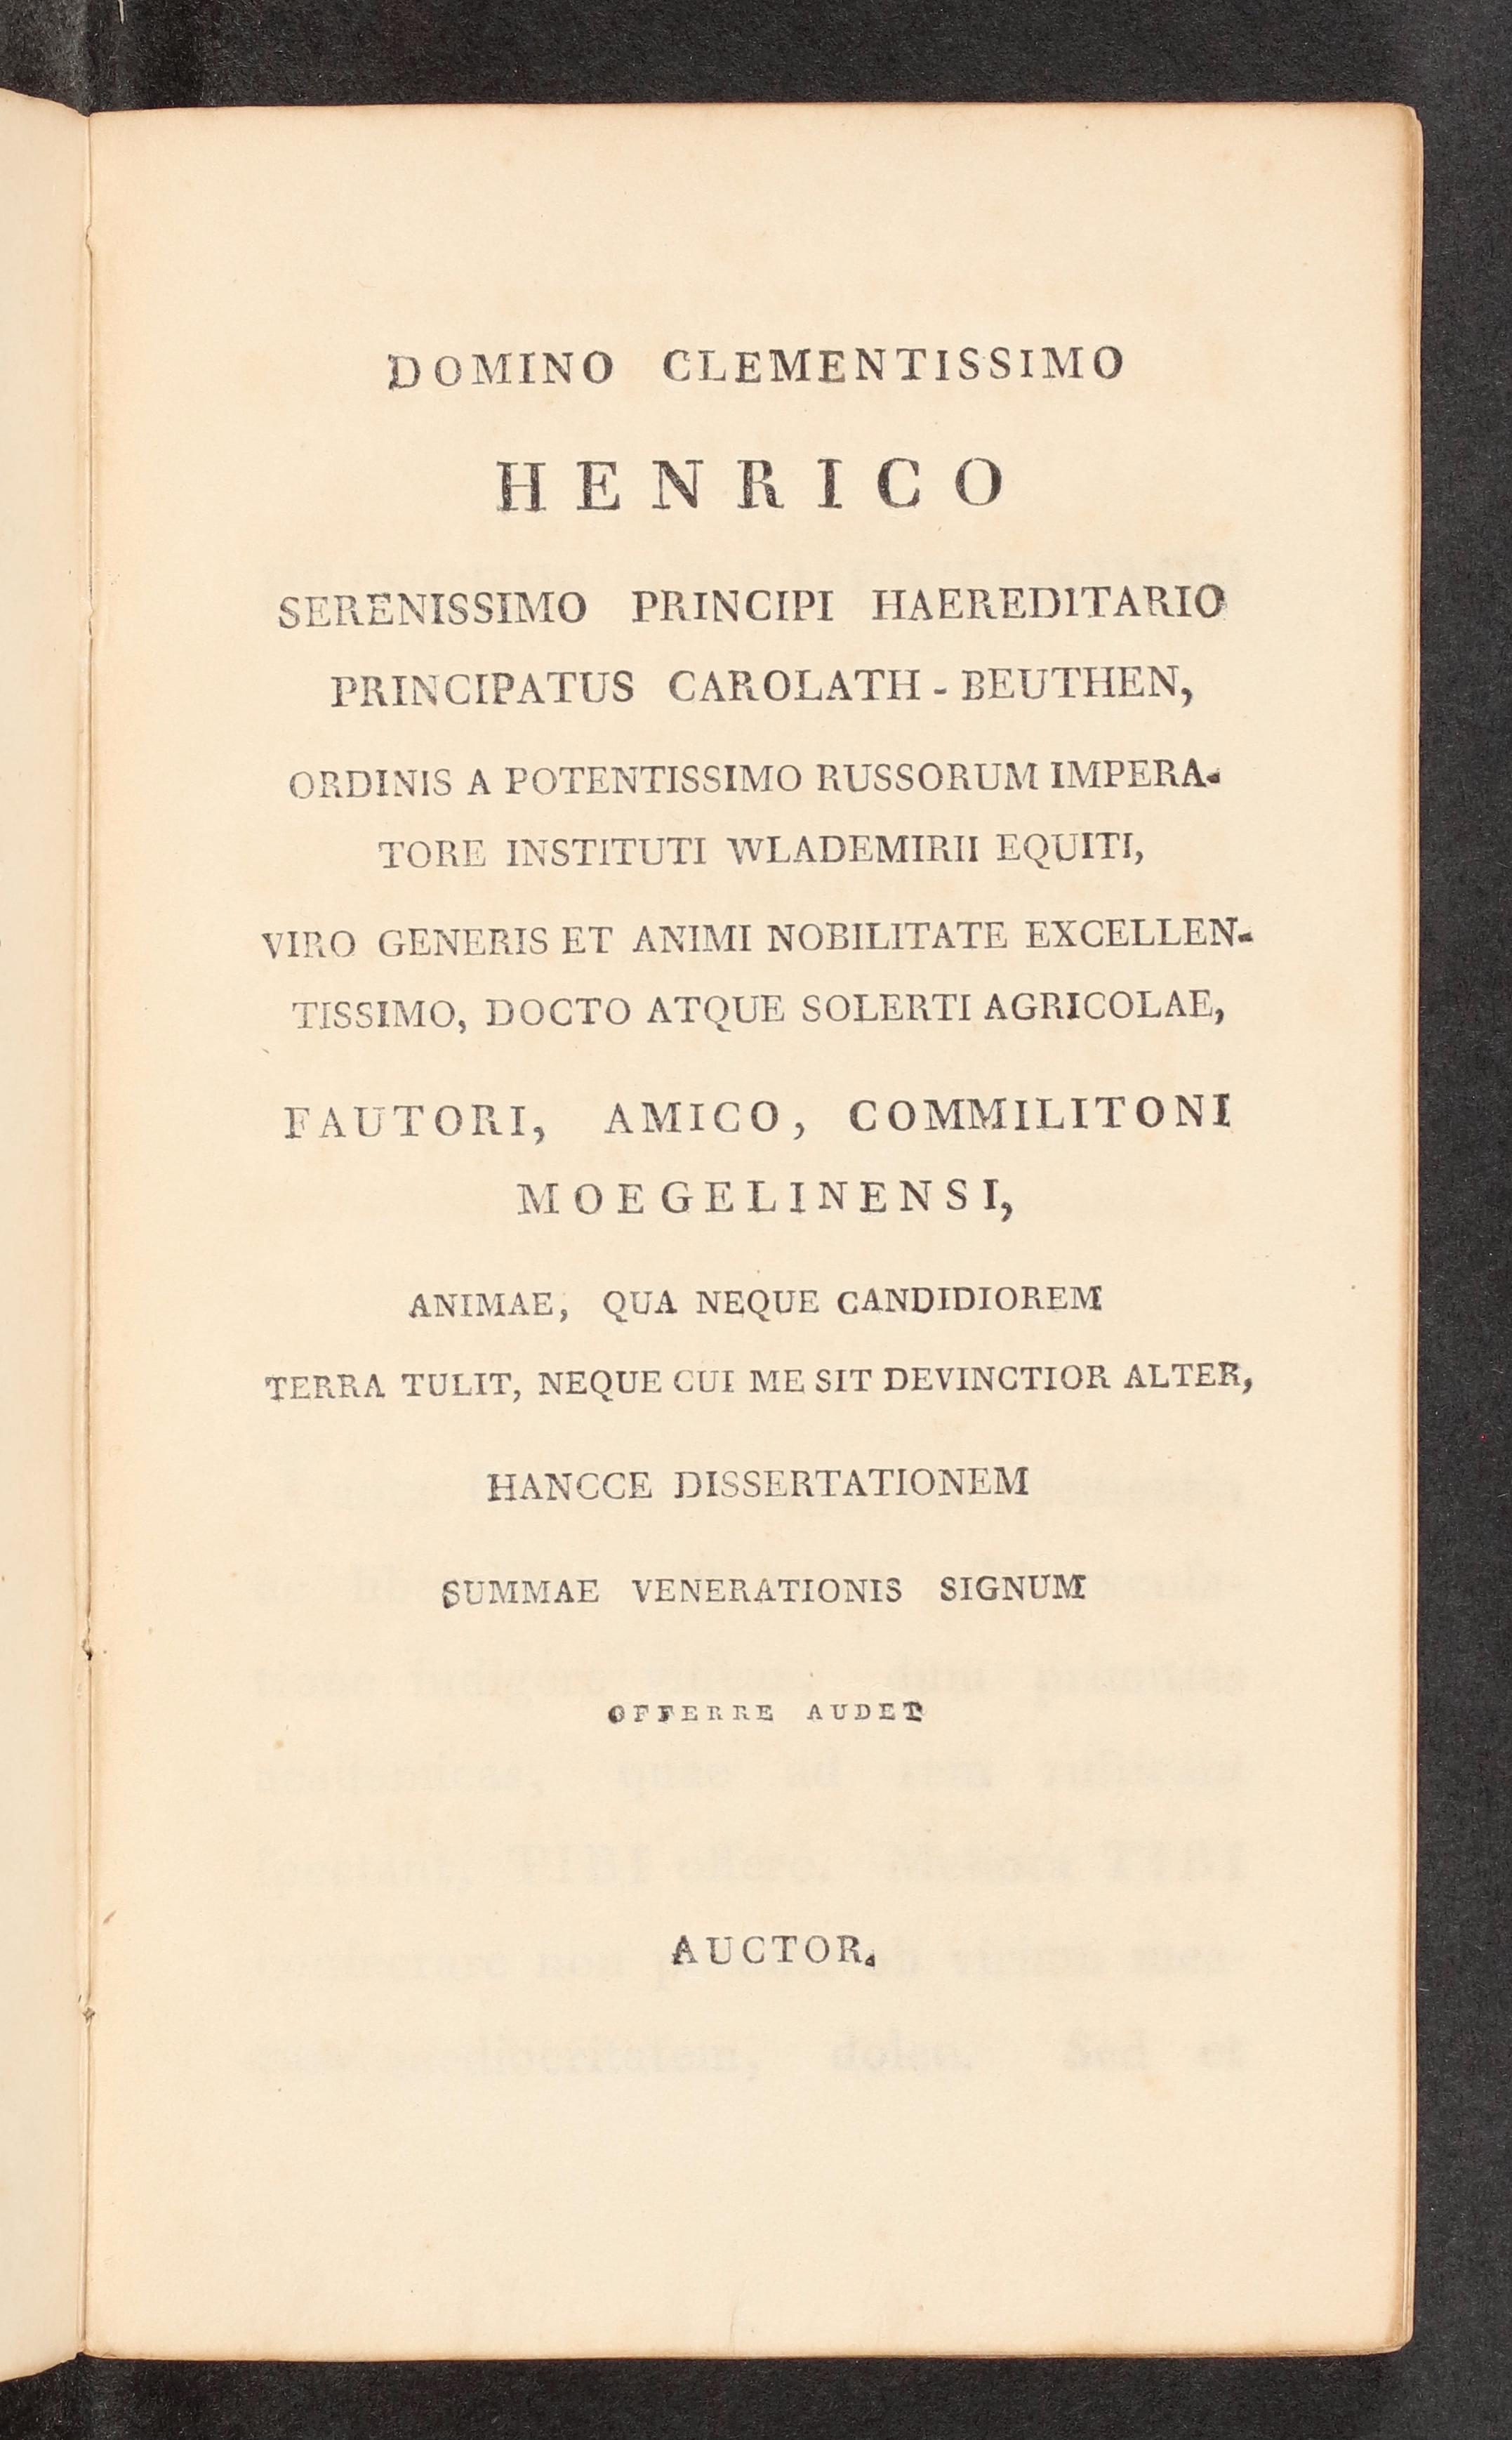 DOMINO CLEMENTISSIMO
HENRICO
SERENISSIMO PRINCIPI HAEREDITARIO
PRINCIPATUS CAROLATH-BEUTHEN,
ORDINIS A POTENTISSIMO RUSSORUM IMPERA-
TORE INSTITUTI WLADEMIRII EQUITI,
VIRO GENERIS ET ANIMI NOBILITATE EXCELLEN-
TISSIMO, DOCTO ATQUE SOLERTI AGRICOLAE,
FAUTORI, AMICO, COMMILITONI
MOEGELINENSI,
ANIMAE, QUA NEQUE CANDIDIOREM
TERRA TULIT, NEQUE CUI ME SIT DEVINCTIOR ALTER,
HANCCE DISSERTATIONEM
SUMMAE VENERATIONIS SIGNUM
OFFERRE AUDET
AUCTOR.